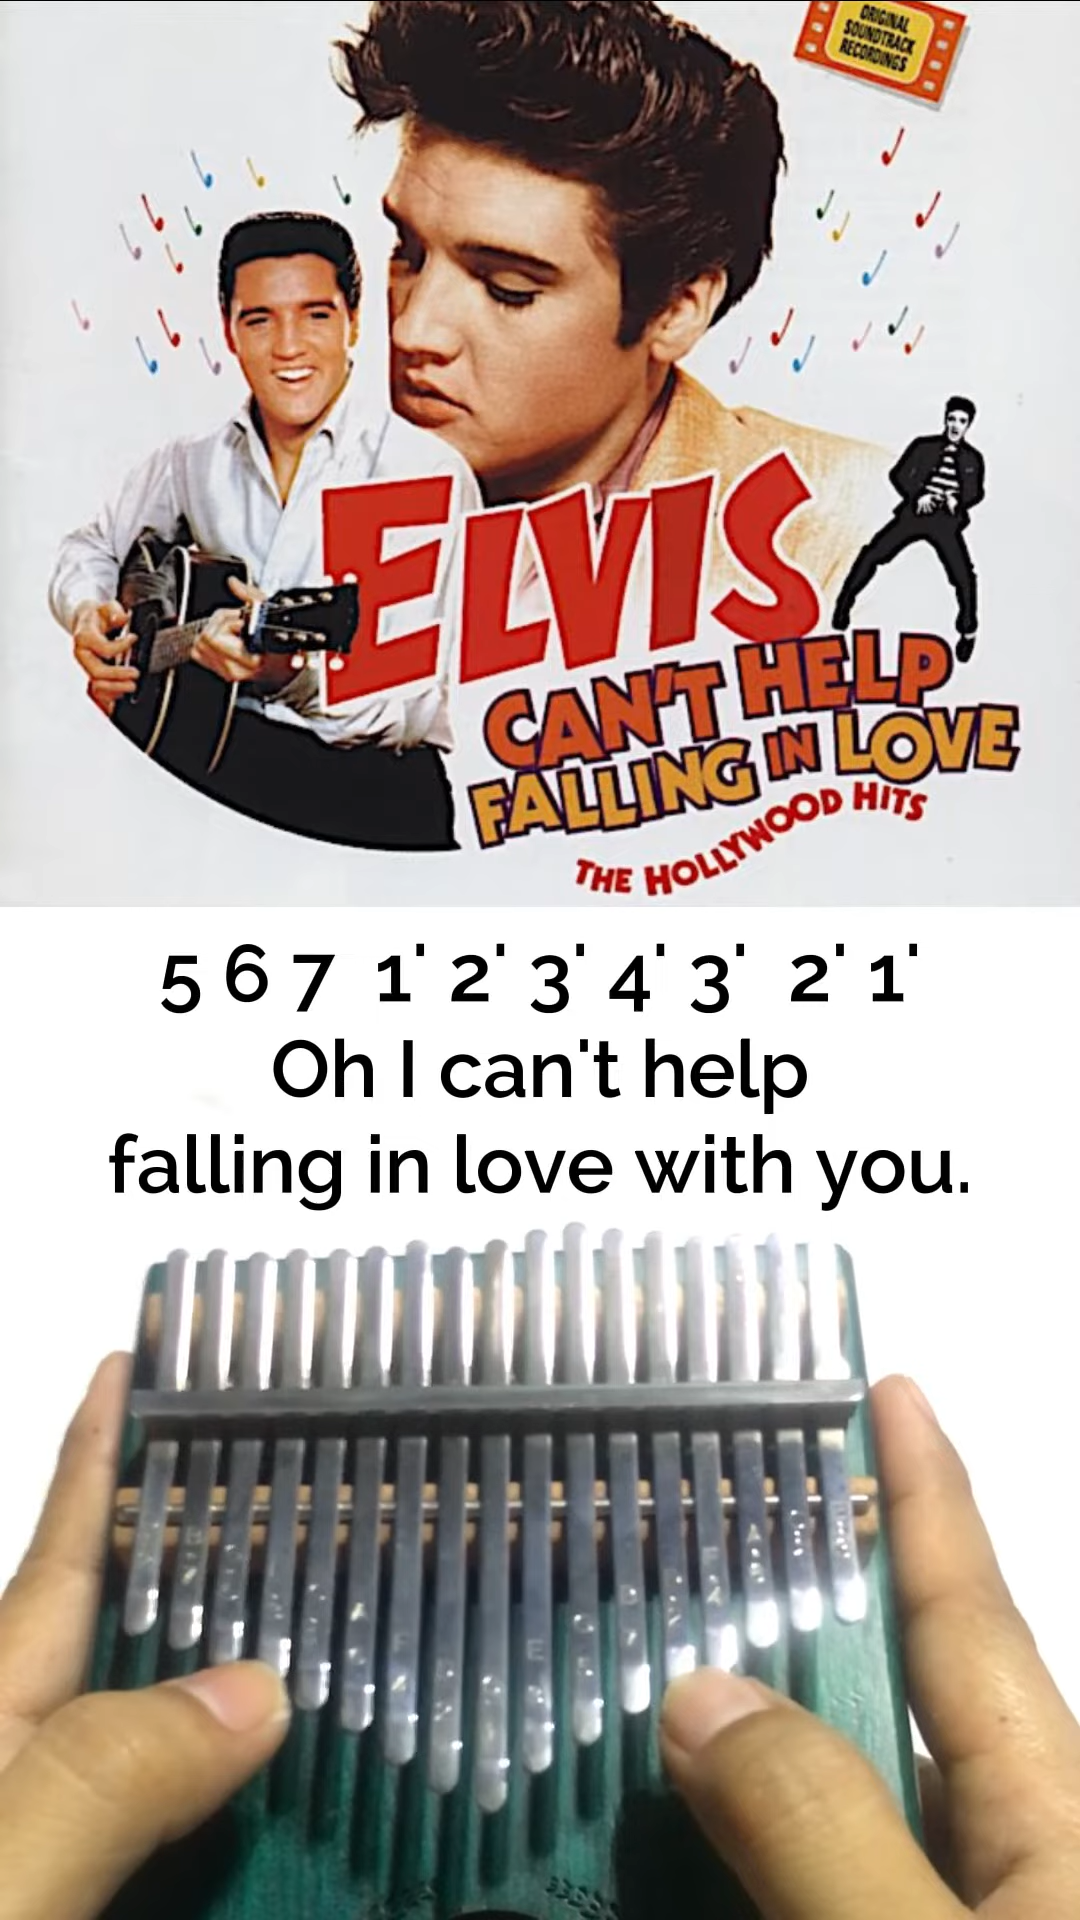 ORIGINAL
SOUNDTRACK
RECORDINGS
ELVIS
CAN'T HELP
FALLING IN LOVE
THE HOLLYWOOD HITS
5 6 7 1˙ 2˙ 3˙ 4˙ 3˙ 2˙ 1˙
Oh I can't help
falling in love with you.